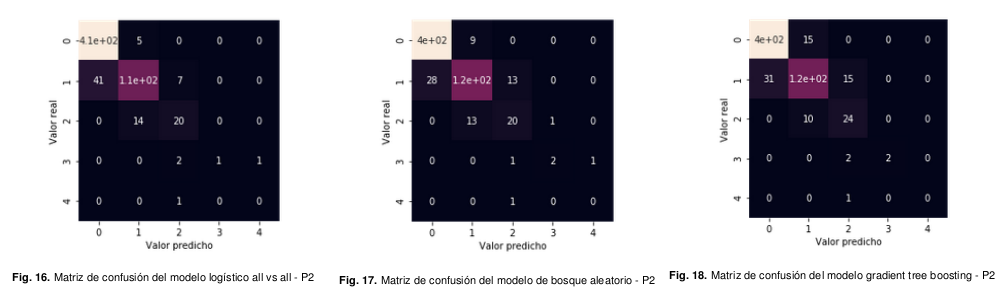 0 4.1e+02 5 0 0 0
1 41 1.1e+02 7 0 0
2 0 14 20 0 0
3 0 0 2 1 1
4 0 0 1 0 0
0 1 2 3 4
Valor real
Valor predicho
Fig. 16. Matriz de confusión del modelo logístico all vs all - P2
0 4e+02 9 0 0 0
1 28 1.2e+02 13 0 0
2 0 13 20 1 0
3 0 0 1 2 1
4 0 0 1 0 0
0 1 2 3 4
Valor real
Valor predicho
Fig. 17. Matriz de confusión del modelo de bosque aleatorio - P2
0 4e+02 15 0 0 0
1 31 1.2e+02 15 0 0
2 0 10 24 0 0
3 0 0 2 2 0
4 0 0 1 0 0
0 1 2 3 4
Valor real
Valor predicho
Fig. 18. Matriz de confusión del modelo gradient tree boosting - P2